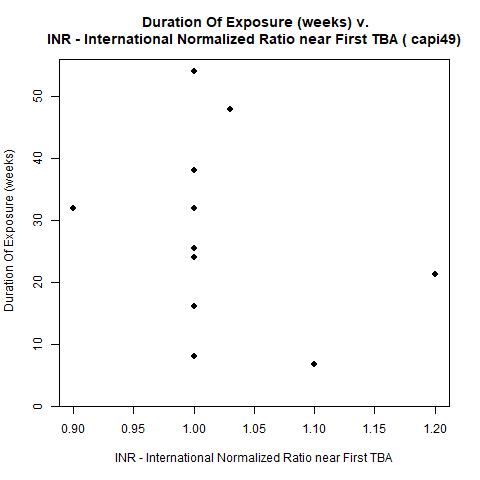 Duration Of Exposure (weeks) v.
INR - International Normalized Ratio near First TBA ( capi49)
Duration Of Exposure (weeks)
50
40
30
20
10
0
0.90 0.95 1.00 1.05 1.10 1.15 1.20
INR - International Normalized Ratio near First TBA